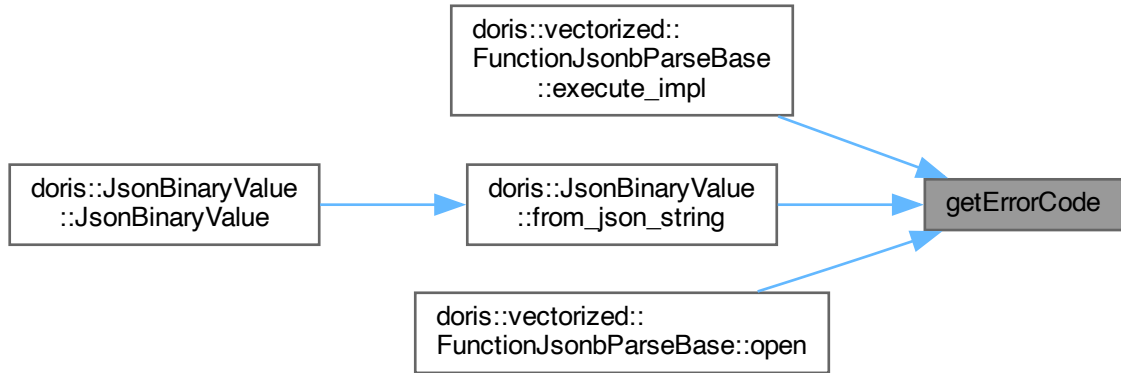 doris::vectorized::
FunctionJsonbParseBase
::execute_impl
doris::JsonBinaryValue
::JsonBinaryValue
doris::JsonBinaryValue
::from_json_string
getErrorCode
doris::vectorized::
FunctionJsonbParseBase::open